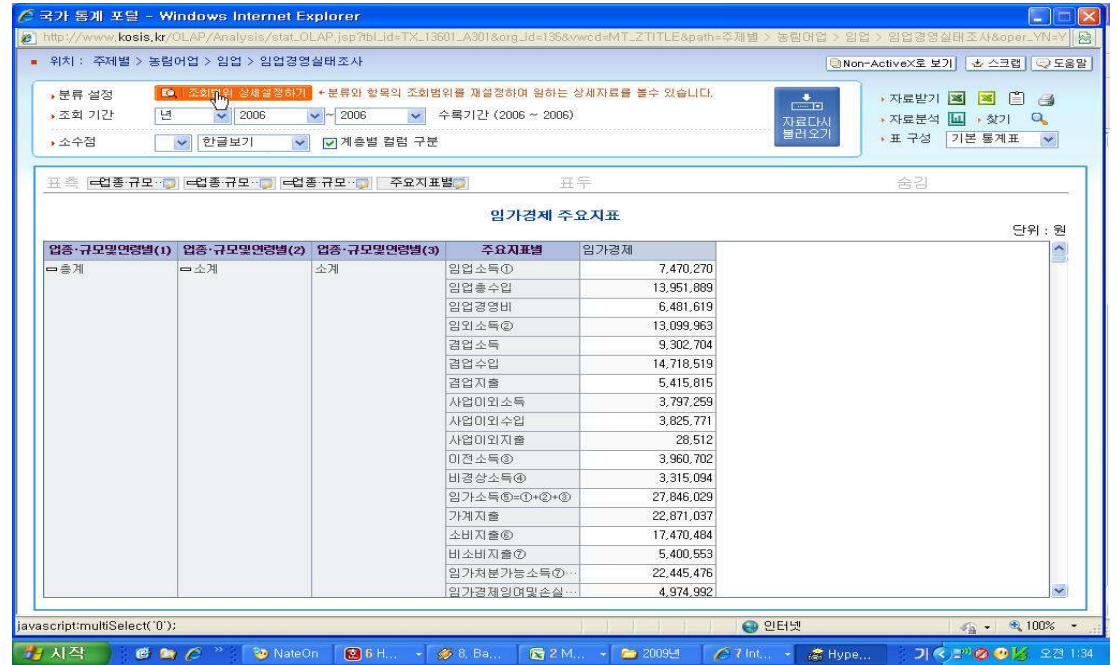 국가 통계 포털 - Windows Internet Explorer
http://www.kosis.kr/OLAP/Analysis/stat_OLAP.jsp?tbl_id=TX_13601_A301&org_id=136&vwcd=MT_ZTITLE&path=주제별 > 농림어업 > 임업 > 임업경영실태조사&oper_YN=Y
위치 : 주제별 > 농림어업 > 임업 > 임업경영실태조사
Non-ActiveX로 보기 스크랩 도움말
분류 설정 조회범위 상세설정하기 분류와 항목의 조회범위를 재설정하여 원하는 상세자료를 볼수 있습니다.
조회 기간 년 2006 ~ 2006 수록기간 (2006 ~ 2006)
소수점 한글보기 계층별 컬럼 구분
자료다시 불러오기
자료받기
자료분석 찾기
표 구성 기본 통계표
표측 업종·규모·· 업종·규모·· 업종·규모·· 주요지표별 표두 숨김
임가경제 주요지표
단위 : 원
업종·규모및연령별(1) 업종·규모및연령별(2) 업종·규모및연령별(3) 주요지표별 임가경제
총계 소계 소계 임업소득① 7,470,270
임업총수입 13,951,889
임업경영비 6,481,619
임외소득② 13,099,963
겸업소득 9,302,704
겸업수입 14,718,519
겸업지출 5,415,815
사업이외소득 3,797,259
사업이외수입 3,825,771
사업이외지출 28,512
이전소득③ 3,960,702
비경상소득④ 3,315,094
임가소득⑤=①+②+③ 27,846,029
가계지출 22,871,037
소비지출⑥ 17,470,484
비소비지출⑦ 5,400,553
임가처분가능소득⑦··· 22,445,476
임가경제잉여및손실··· 4,974,992
javascript:multiSelect('0'); 인터넷 100%
시작 NateOn 6 H... 8, Ba... 2 M... 2009년 7 Int... Hype... 오전 1:34